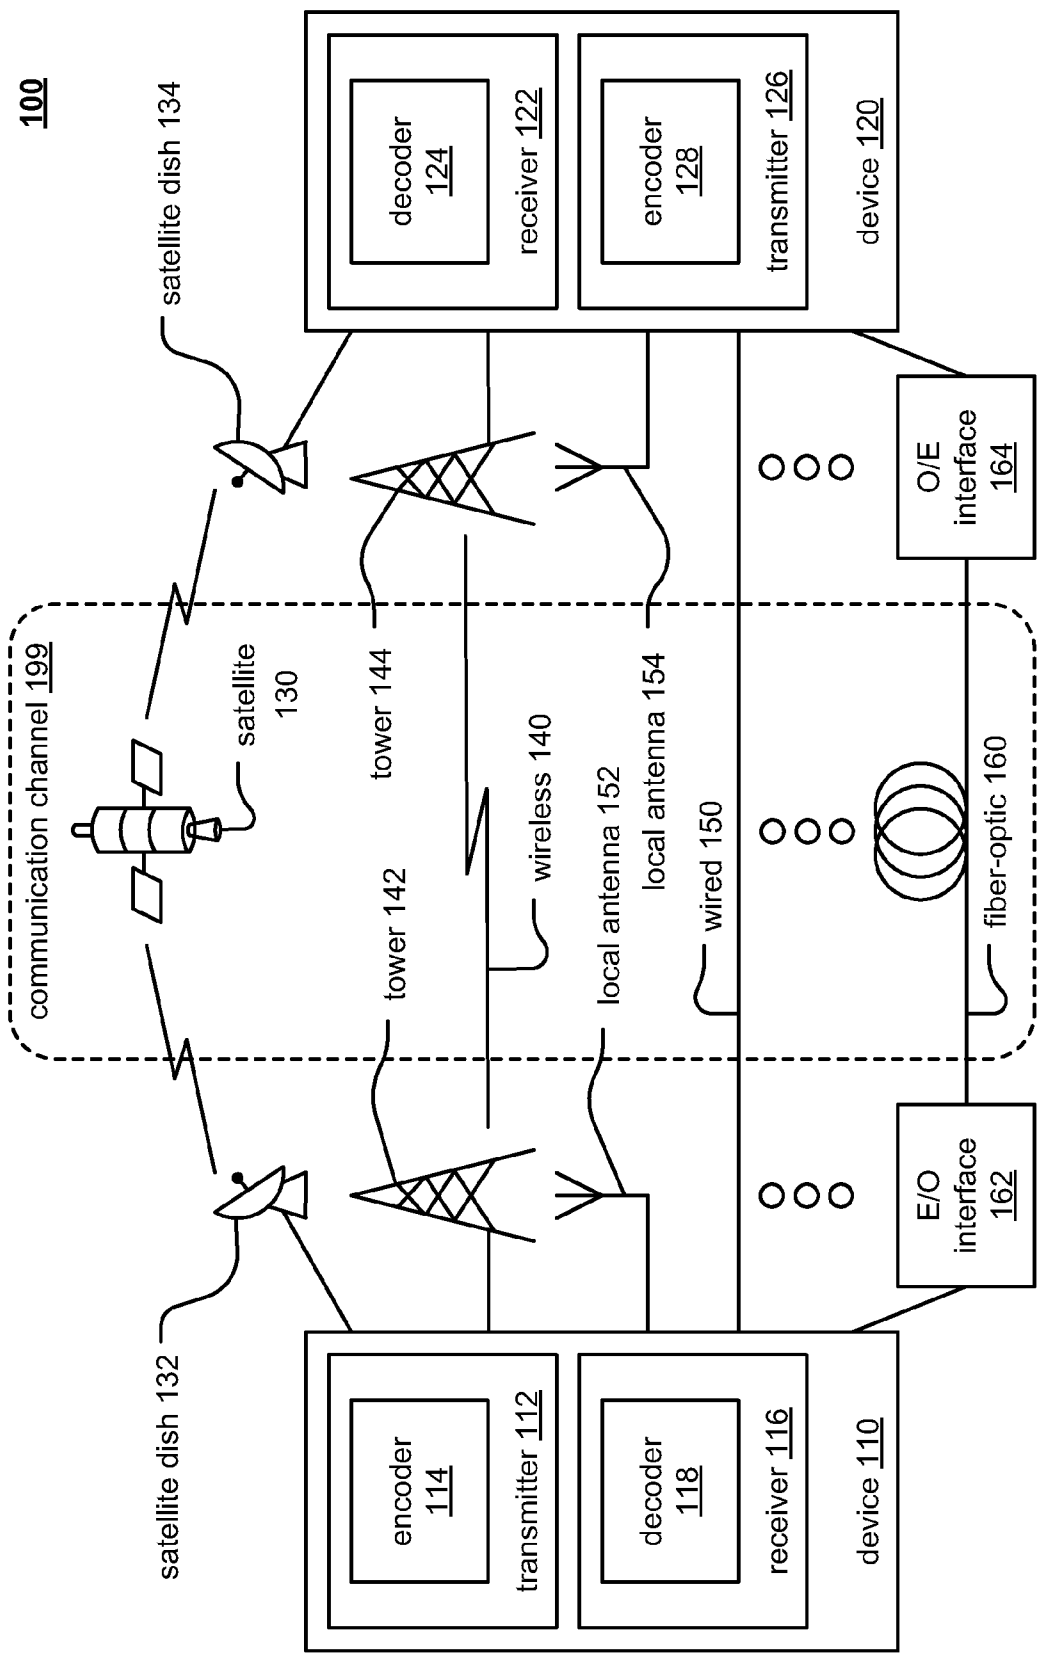 100
communication channel 199
satellite dish 132
satellite
130
satellite dish 134
tower 142
tower 144
wireless 140
local antenna 152
local antenna 154
wired 150
fiber-optic 160
encoder
114
transmitter 112
decoder
118
receiver 116
device 110
decoder
124
receiver 122
encoder
128
transmitter 126
device 120
E/O
interface
162
O/E
interface
164